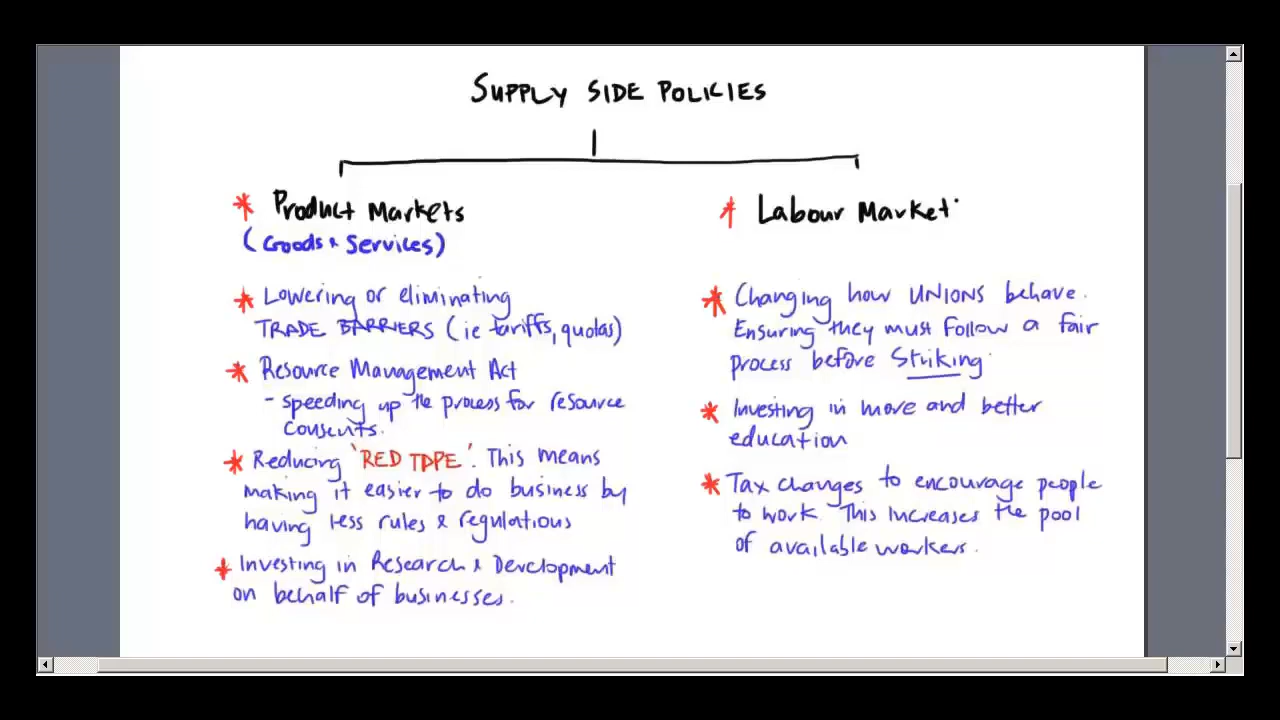 SUPPLY SIDE POLICIES
* Product Markets
(Goods & Services)
* Lowering or eliminating
TRADE BARRIERS (ie tariffs, quotas)
* Resource Management Act
- speeding up the process for resource
consents.
* Reducing 'RED TAPE'. This means
making it easier to do business by
having less rules & regulations
* Investing in Research & Development
on behalf of businesses.
* Labour Market
* Changing how UNIONS behave.
Ensuring they must follow a fair
process before Striking.
* Investing in more and better
education
* Tax changes to encourage people
to work. This increases the pool
of available workers.